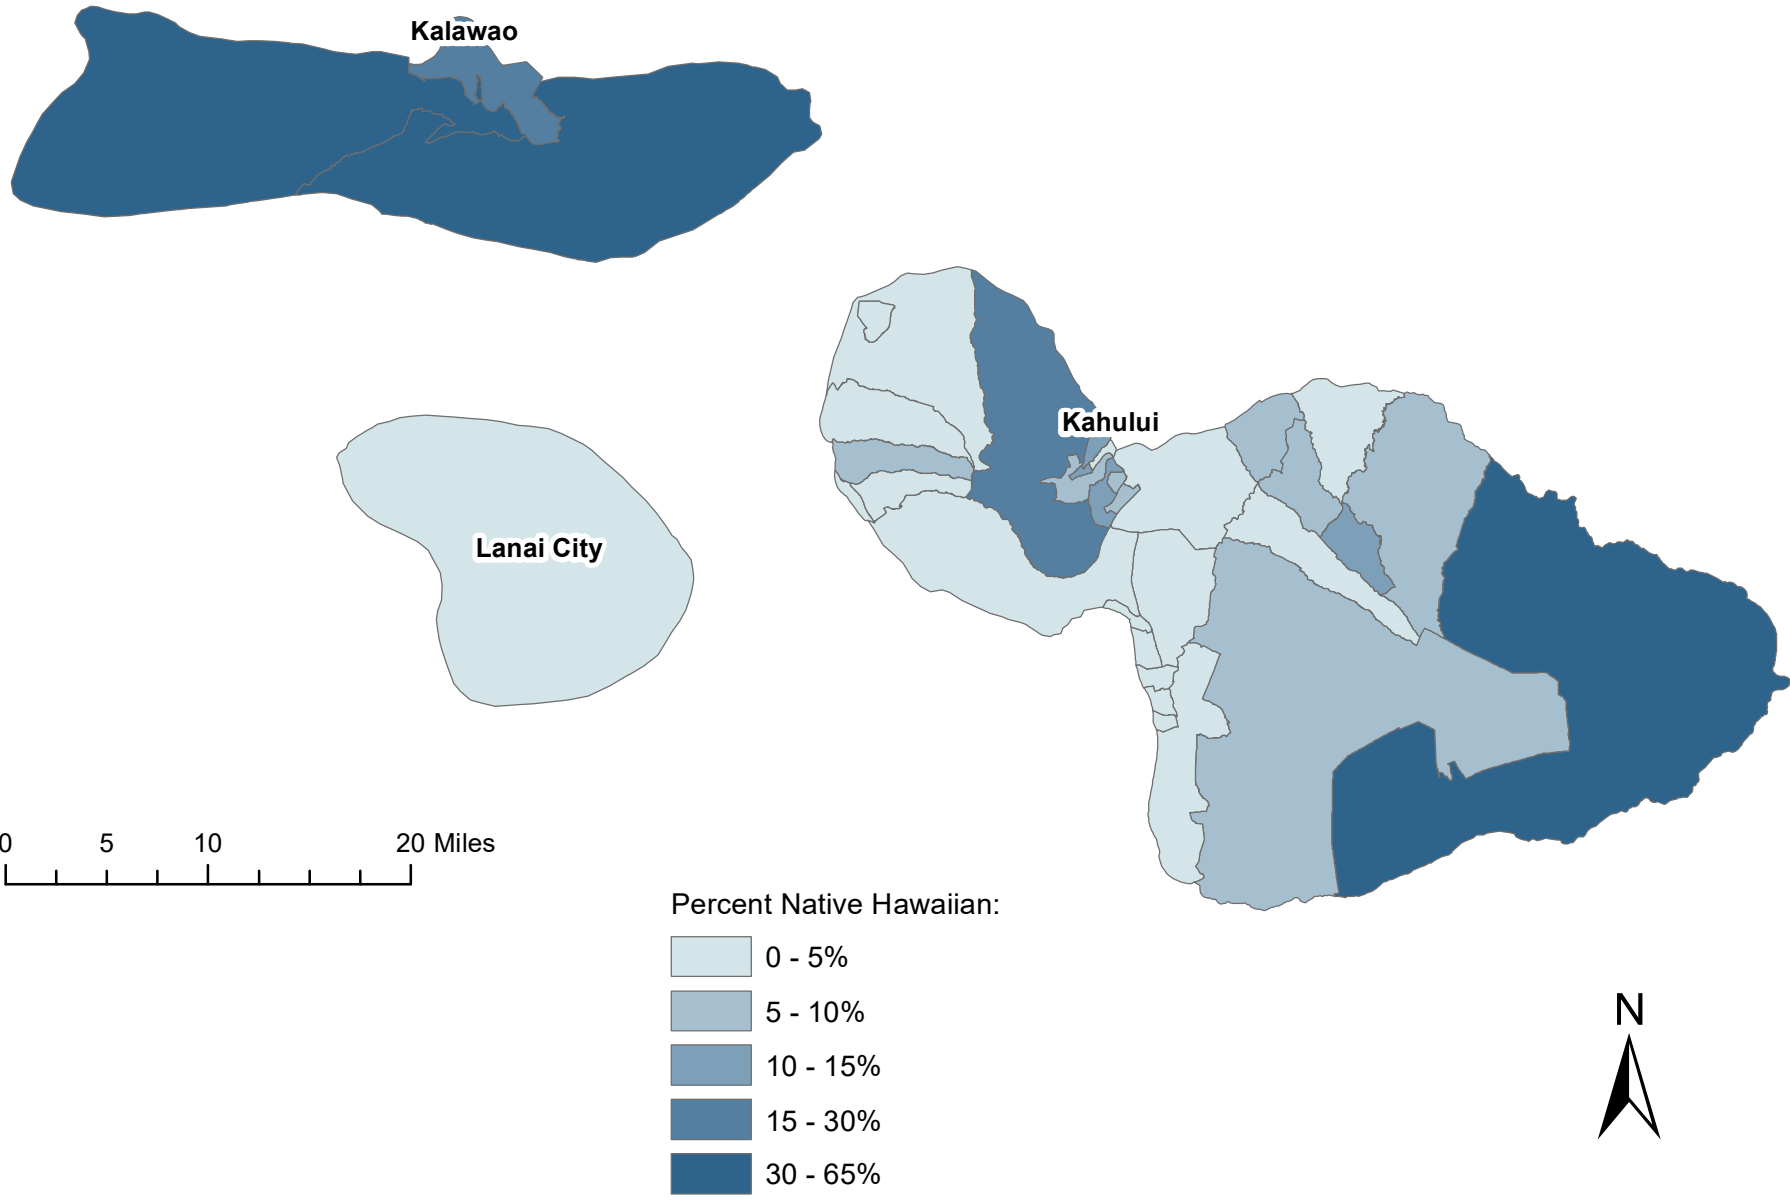 Kalawao
Kahului
Lanai City
0 5 10 20 Miles
Percent Native Hawaiian:
0 - 5%
5 - 10%
10 - 15%
15 - 30%
30 - 65%
N